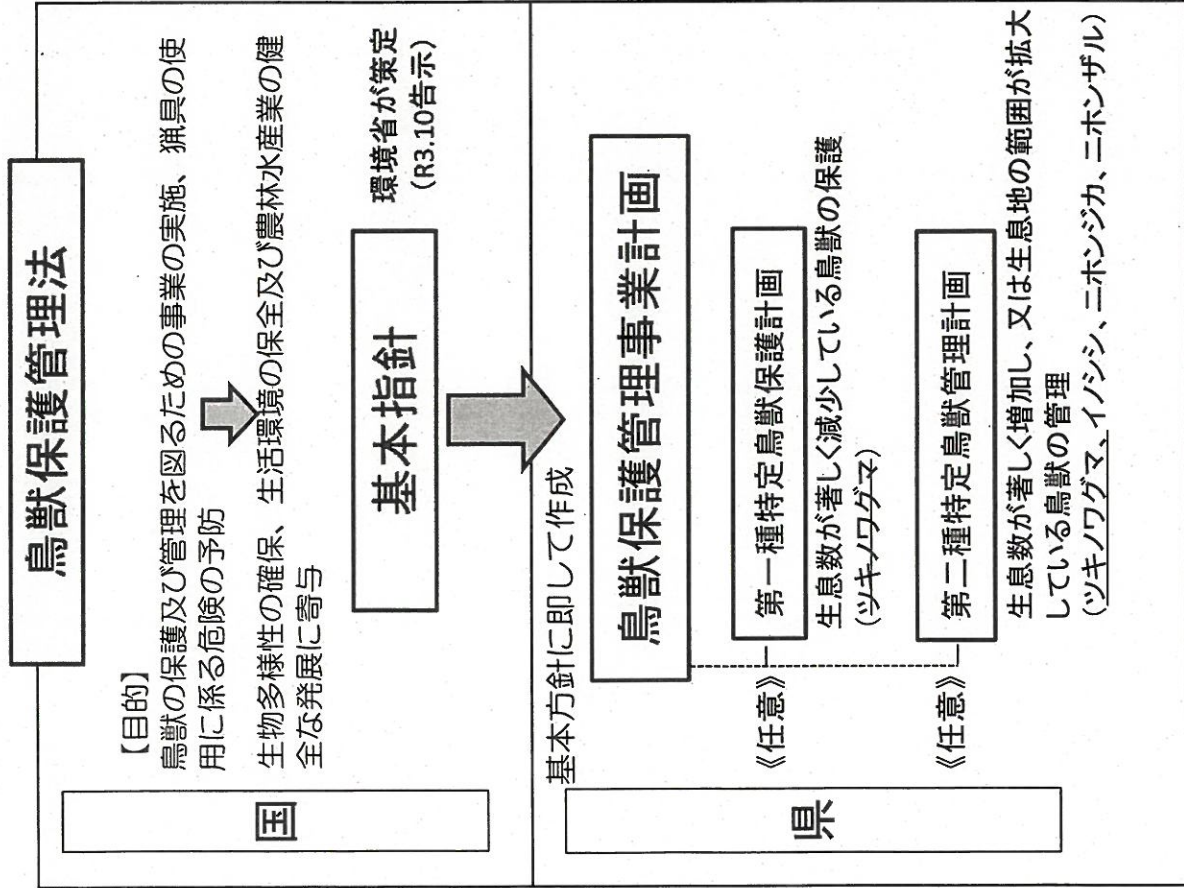 鳥獣保護管理法
国
【目的】
鳥獣の保護及び管理を図るための事業の実施、猟具の使
用に係る危険の予防
生物多様性の確保、生活環境の保全及び農林水産業の健
全な発展に寄与
基本指針
環境省が策定
(R3.10告示)
県
基本方針に即して作成
鳥獣保護管理事業計画
《任意》
第一種特定鳥獣保護計画
生息数が著しく減少している鳥獣の保護
(ツキノワグマ)
《任意》
第二種特定鳥獣管理計画
生息数が著しく増加し、又は生息地の範囲が拡大
している鳥獣の管理
(ツキノワグマ、イノシシ、ニホンジカ、ニホンザル)